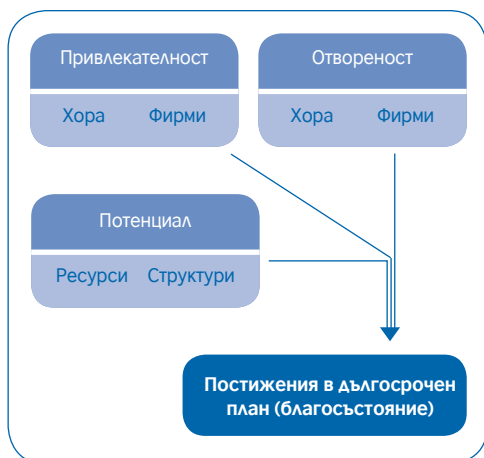 Привлекателност
Хора Фирми
Отвореност
Хора Фирми
Потенциал
Ресурси Структури
Постижения в дългосрочен
план (благосъстояние)